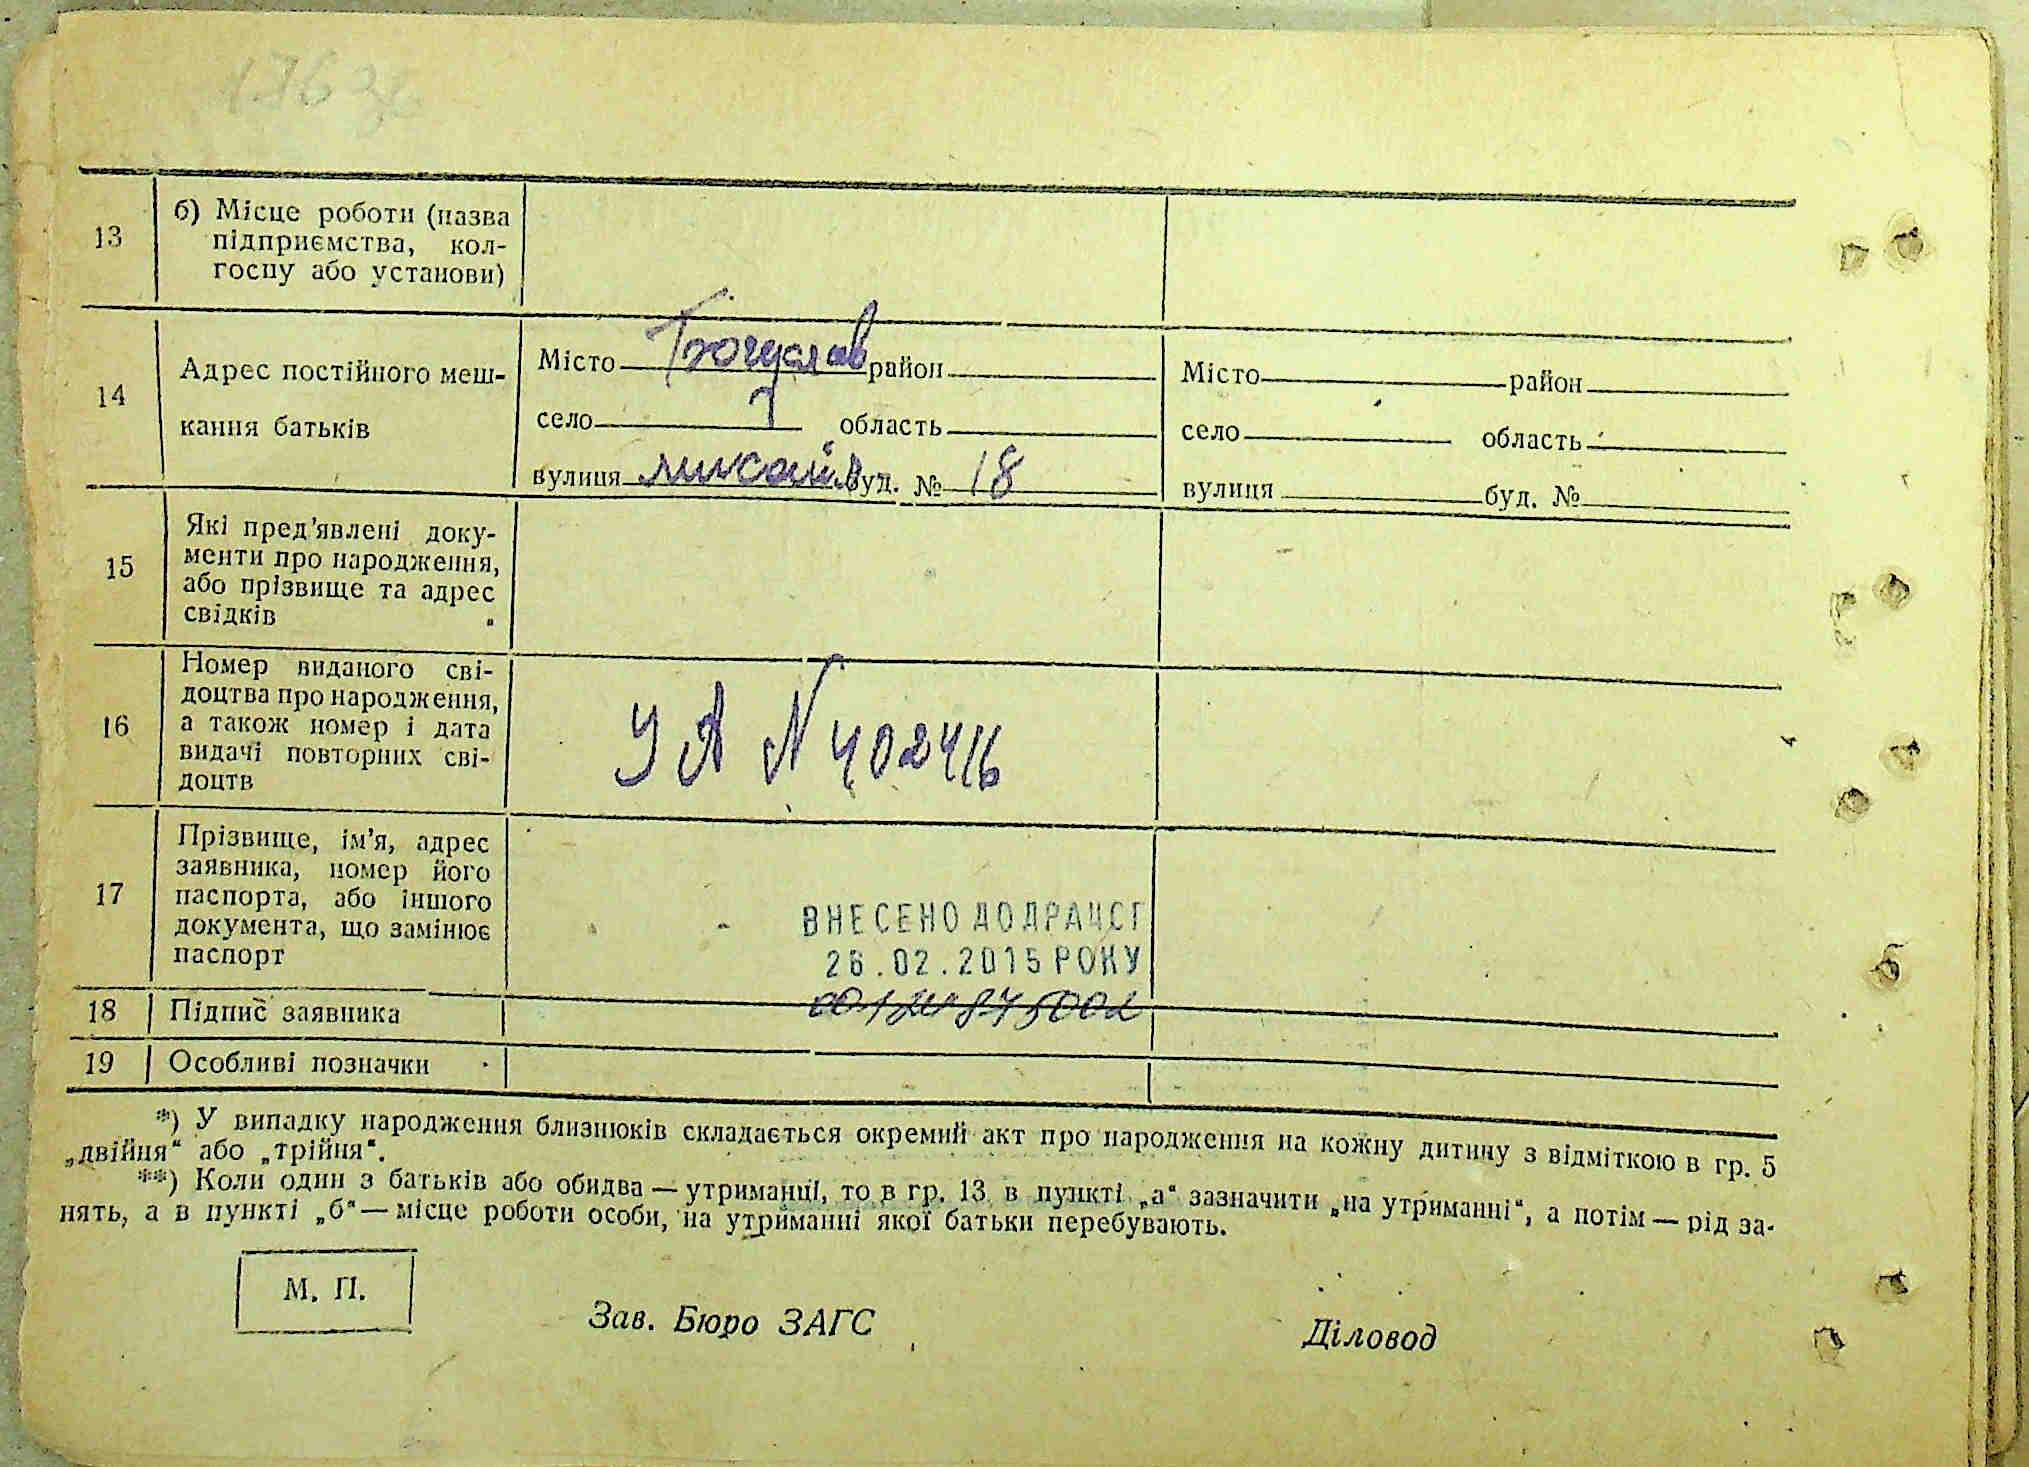 13
б) Місце роботи (назва
підприємства, кол-
госпу або установи)
14
Адрес постійного меш-
кання батьків
Місто Богуслав район
село область
вулиця буд. № 18
Місто район
село область
вулиця буд. №
15
Які пред'явлені доку-
менти про народження,
або прізвище та адрес
свідків
16
Номер виданого сві-
доцтва про народження,
а також номер і дата
видачі повторних сві-
доцтв
УА N 402416
17
Прізвище, ім'я, адрес
заявника, номер його
паспорта, або іншого
документа, що замінює
паспорт
ВНЕСЕНО ДО ДРАЦСГ
26.02.2015 РОКУ
18 Підпис заявника
19 Особливі позначки
*) У випадку народження близнюків складається окремий акт про народження на кожну дитину з відміткою в гр. 5
„двійня“ або „трійня“.
**) Коли один з батьків або обидва — утриманці, то в гр. 13 в пункті „а“ зазначити „на утриманні“, а потім — рід за-
нять, а в пункті „б“ — місце роботи особи, на утриманні якої батьки перебувають.
М. П.
Зав. Бюро ЗАГС
Діловод